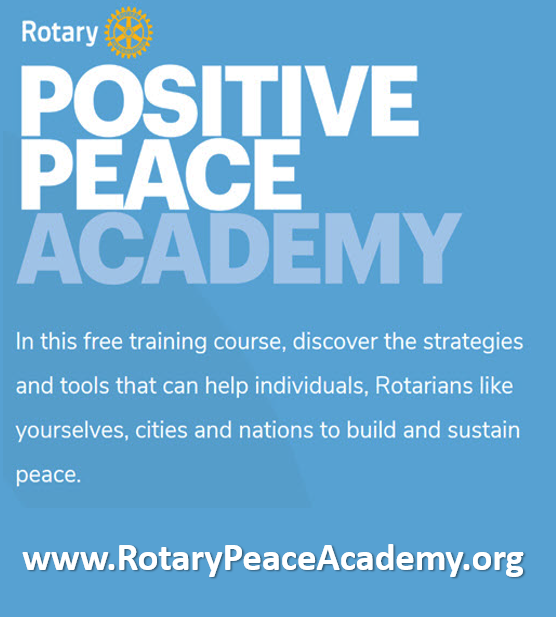 Rotary
POSITIVE
PEACE
ACADEMY
In this free training course, discover the strategies
and tools that can help individuals, Rotarians like
yourselves, cities and nations to build and sustain
peace.
www.RotaryPeaceAcademy.org